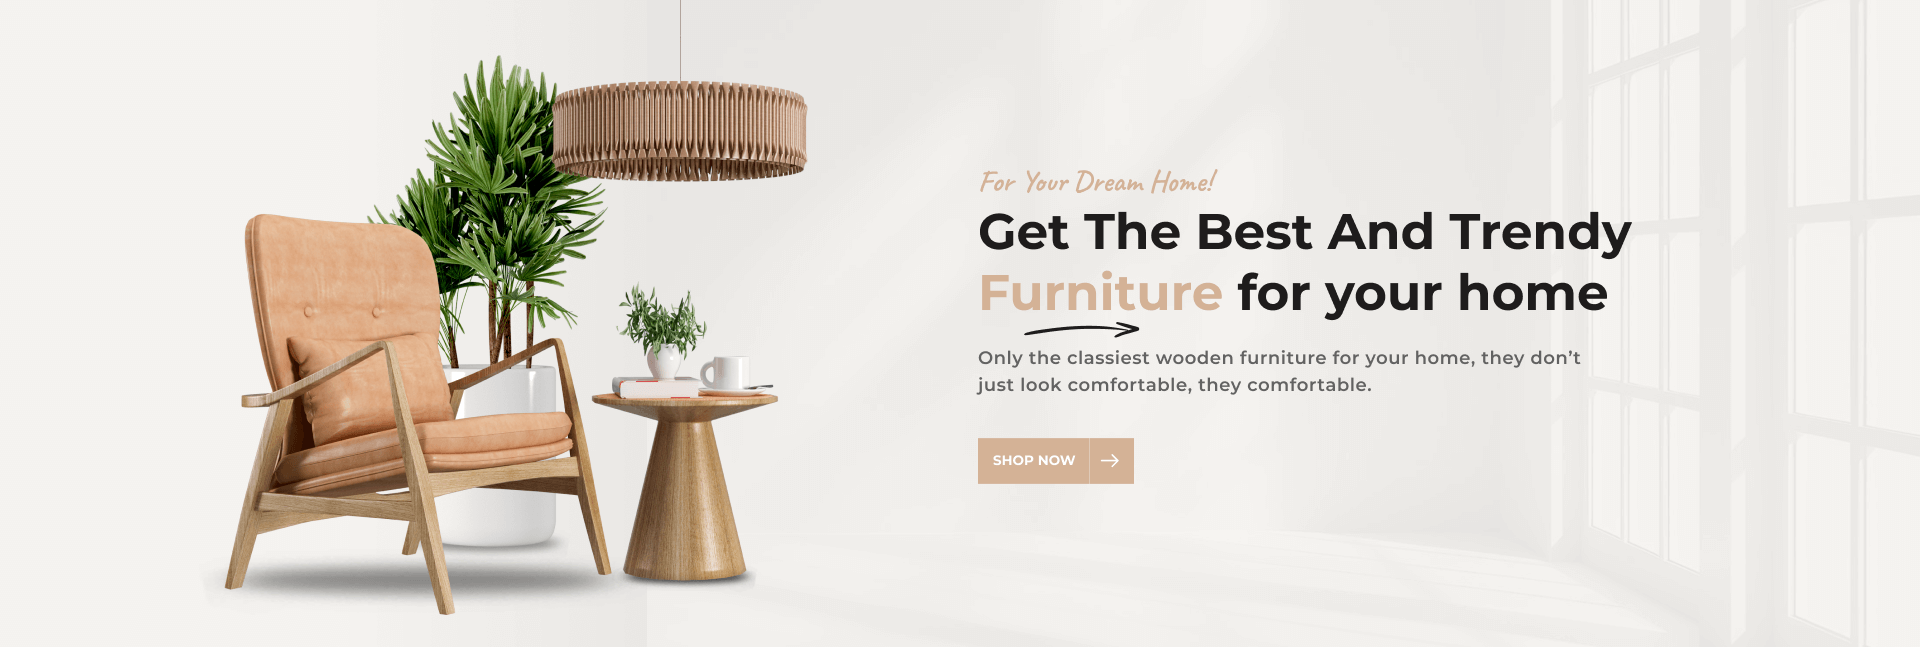 For Your Dream Home!
Get The Best And Trendy
Furniture for your home
Only the classiest wooden furniture for your home, they don’t
just look comfortable, they comfortable.
SHOP NOW